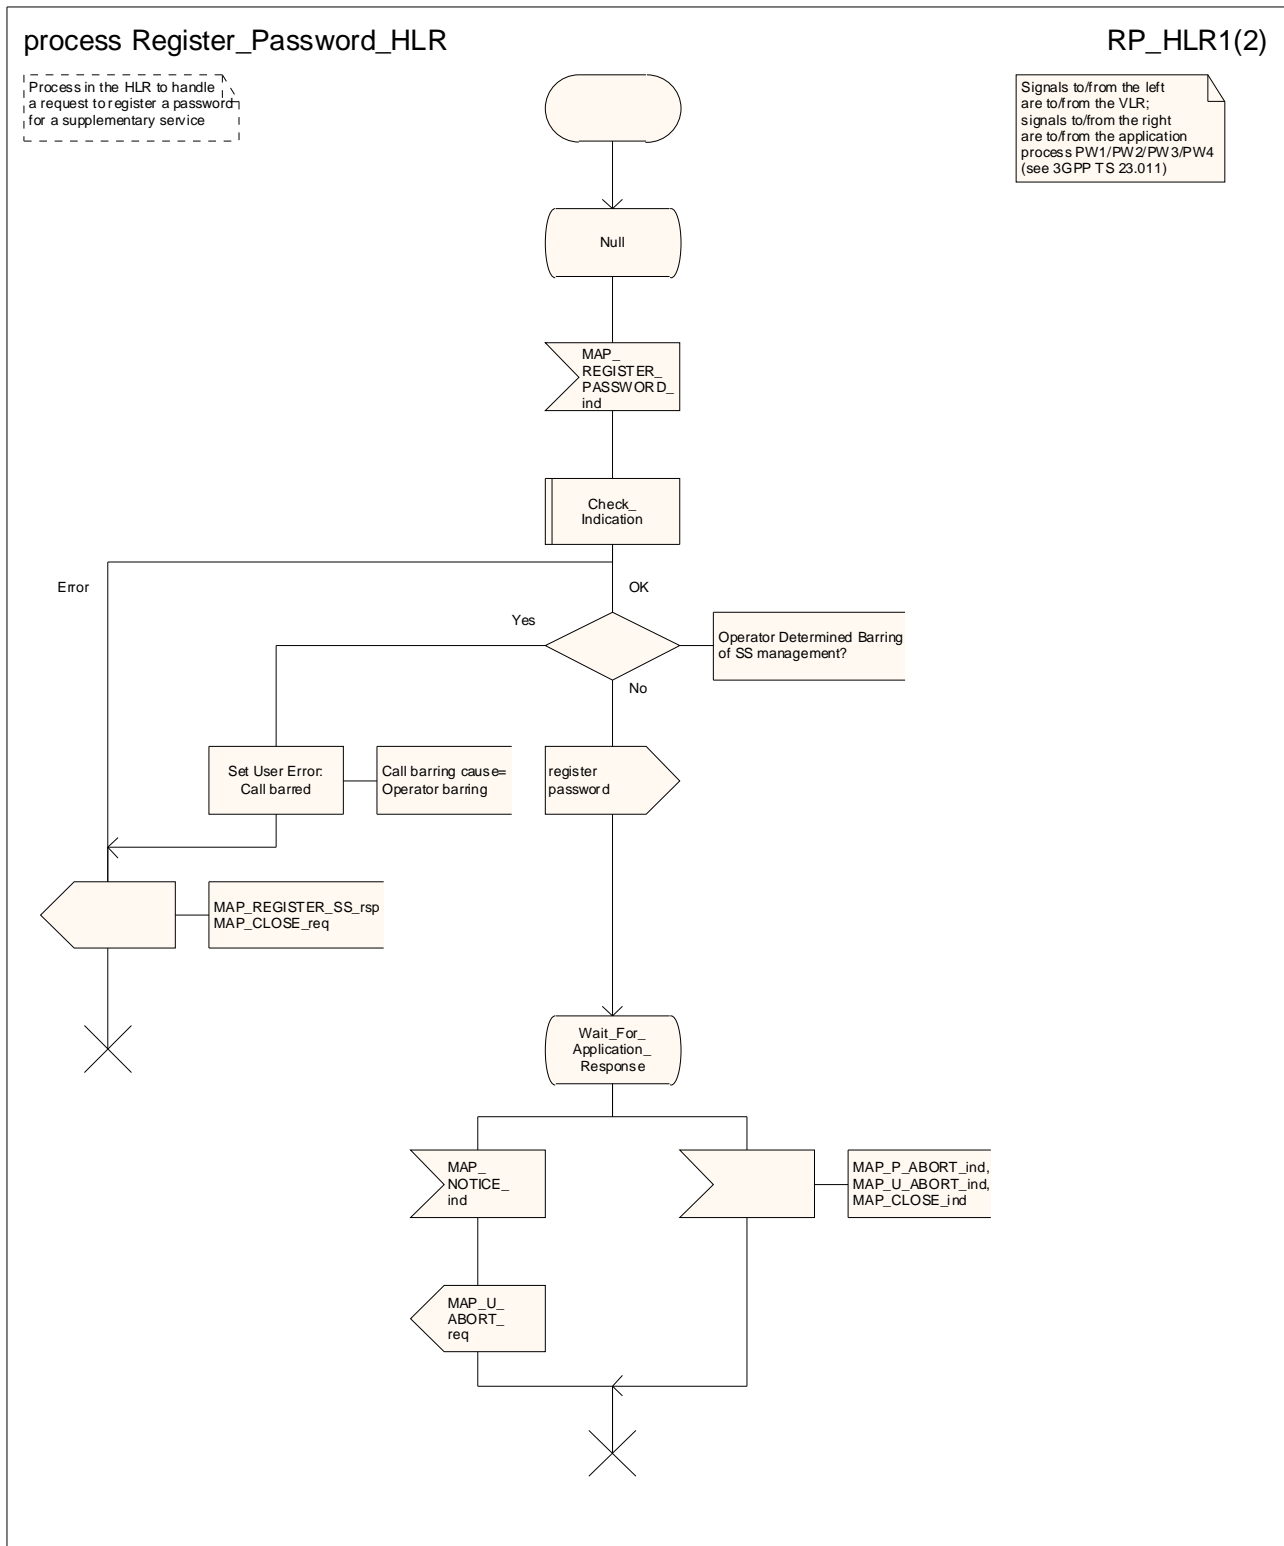 process Register_Password_HLR
RP_HLR1(2)
Process in the HLR to handle
a request to register a password
for a supplementary service
Signals to/from the left
are to/from the VLR;
signals to/from the right
are to/from the application
process PW1/PW2/PW3/PW4
(see 3GPP TS 23.011)
Null
MAP_
REGISTER_
PASSWORD_
ind
Check_
Indication
Error
OK
Yes
Operator Determined Barring
of SS management?
No
Set User Error:
Call barred
Call barring cause=
Operator barring
register
password
MAP_REGISTER_SS_rsp
MAP_CLOSE_req
Wait_For_
Application_
Response
MAP_
NOTICE_
ind
MAP_P_ABORT_ind,
MAP_U_ABORT_ind,
MAP_CLOSE_ind
MAP_U_
ABORT_
req